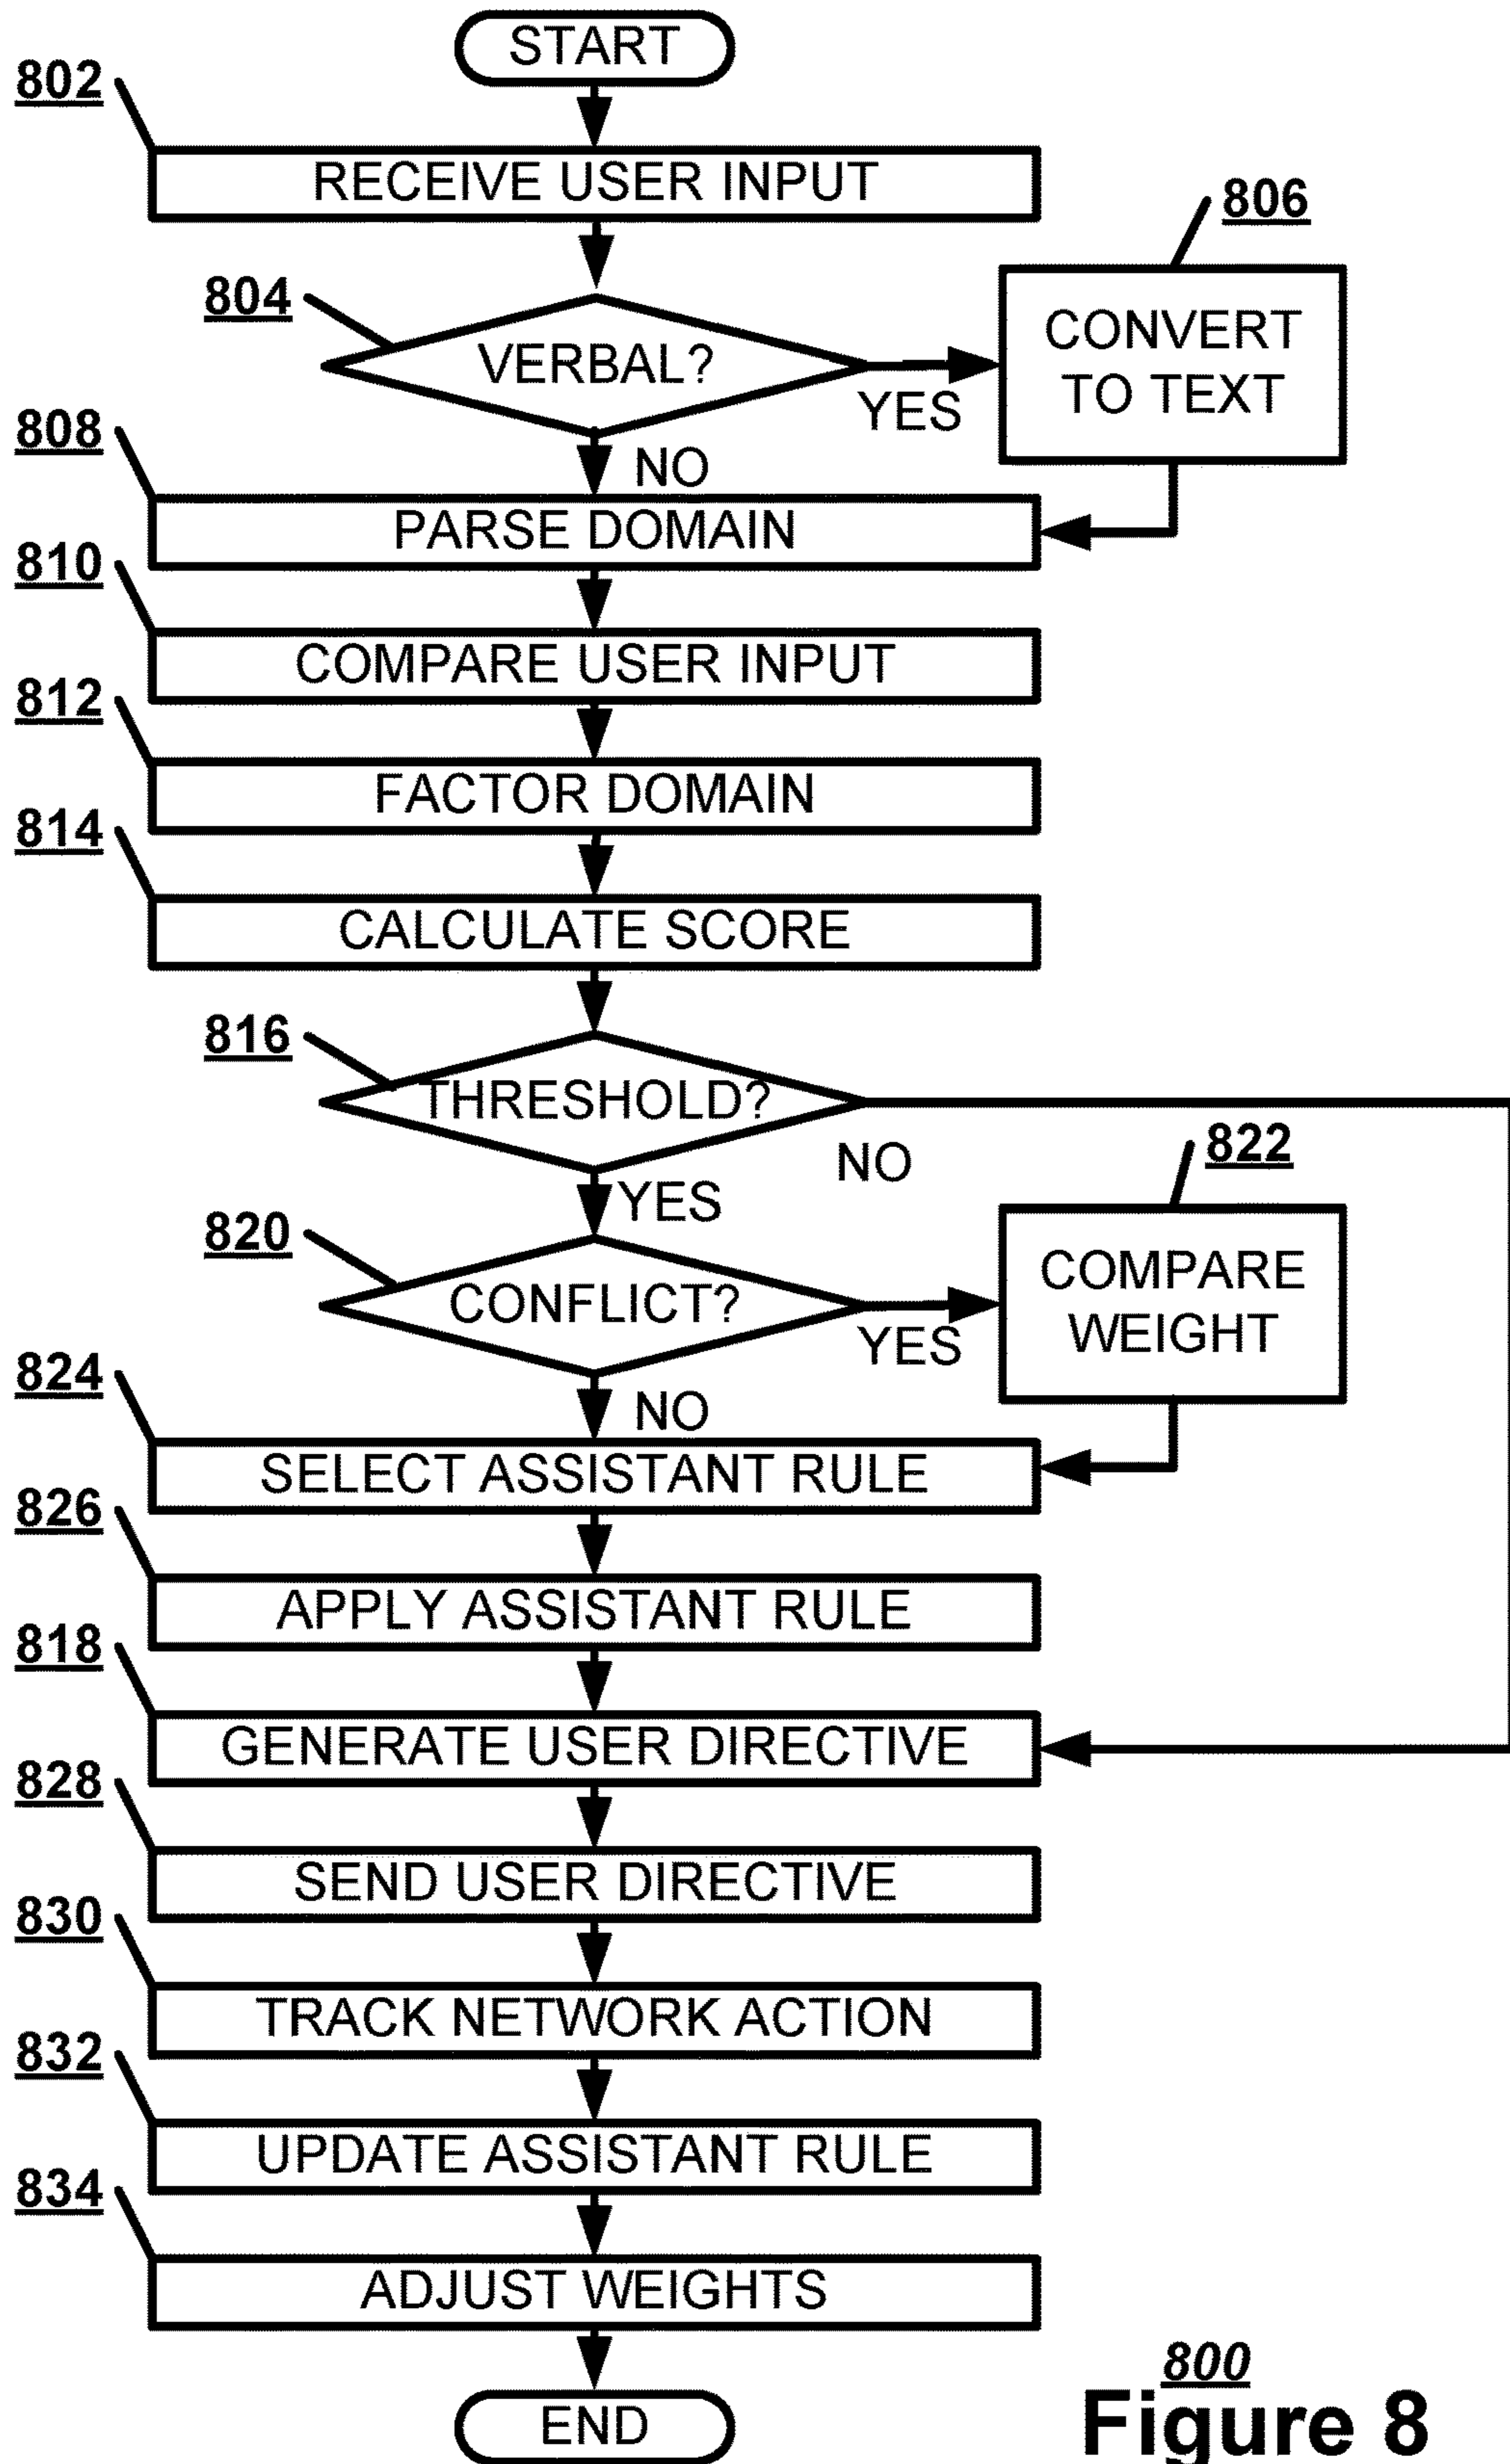 START
802
RECEIVE USER INPUT
806
804
VERBAL?
YES
CONVERT
TO TEXT
NO
808
PARSE DOMAIN
810
COMPARE USER INPUT
812
FACTOR DOMAIN
814
CALCULATE SCORE
816
THRESHOLD?
NO
YES
822
820
CONFLICT?
YES
COMPARE
WEIGHT
NO
824
SELECT ASSISTANT RULE
826
APPLY ASSISTANT RULE
818
GENERATE USER DIRECTIVE
828
SEND USER DIRECTIVE
830
TRACK NETWORK ACTION
832
UPDATE ASSISTANT RULE
834
ADJUST WEIGHTS
END
800
Figure 8